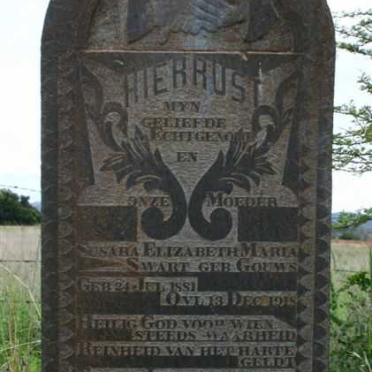 HIER RUST
MYN
GELIEFDE
ECHTGENOOT
EN
ONZE MOEDER
SUSARA ELIZABETH MARIA
SWART GEB. GOUWS
GEB. 24 JUL. 1881
OVL. 13 DEC. 1918
HEILIG GOD VOOR WIEN
STEEDS WAARHEID
REINHEID VAN HET HARTE
GELDT